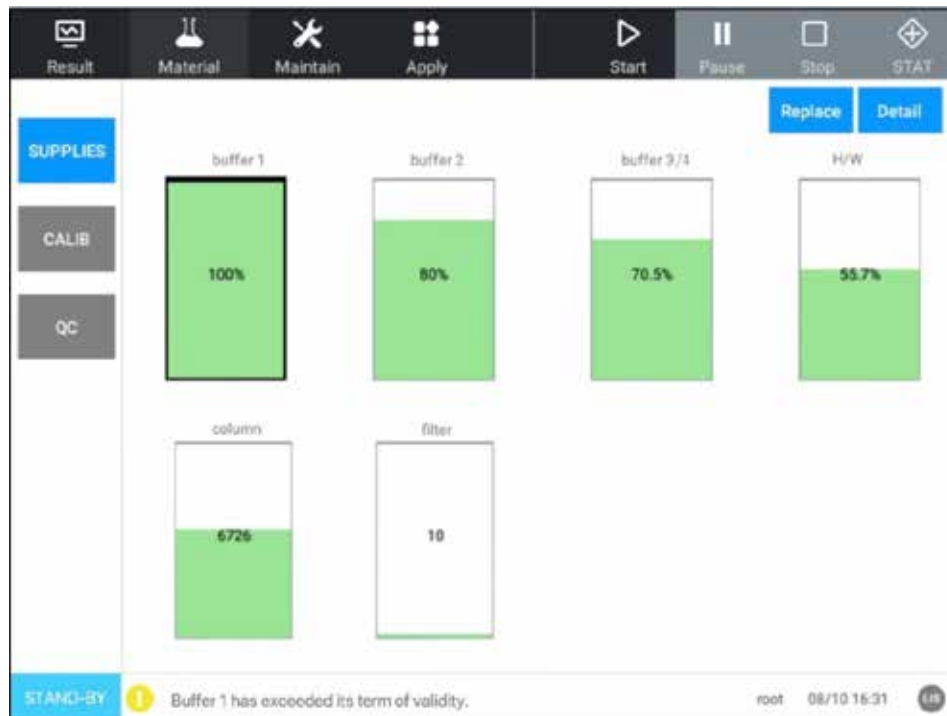 Result Material Maintain Apply Start Pause Stop STAT
Replace Detail
SUPPLIES
buffer 1 buffer 2 buffer 3/4 H/W
CALIB
100% 80% 70.5% 55.7%
QC
column filter
6726 10
STAND-BY Buffer 1 has exceeded its term of validity. root 08/10 16:31 LIS